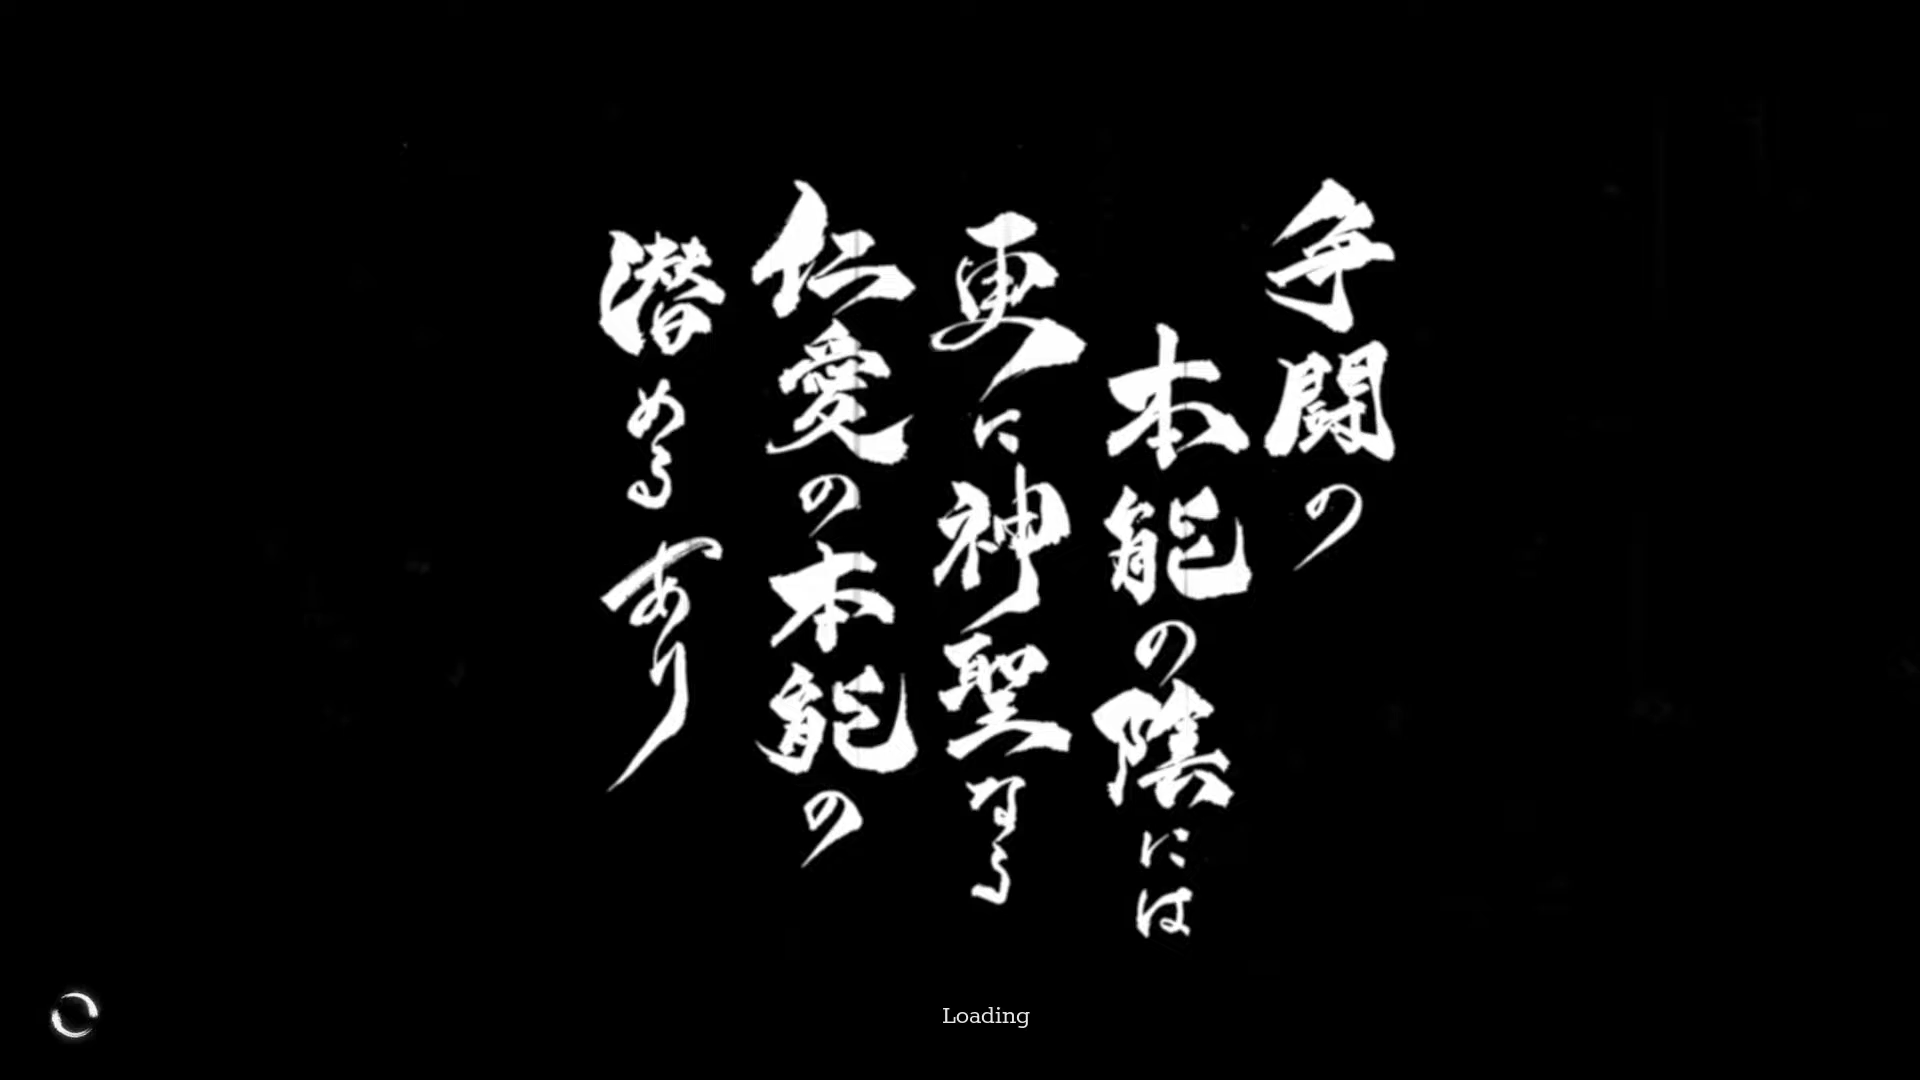 争闘の
本能の陰には
更に神聖なる
仁愛の本能の
潜めるあり
Loading